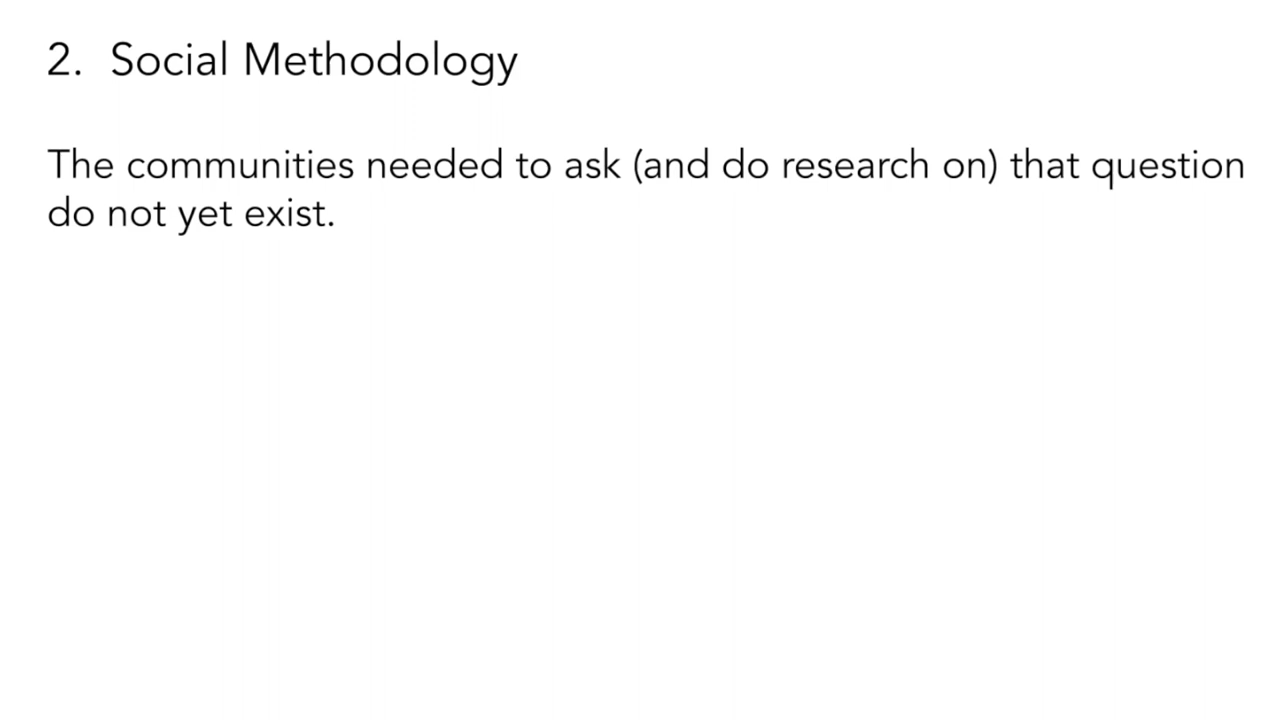 2. Social Methodology
The communities needed to ask (and do research on) that question
do not yet exist.